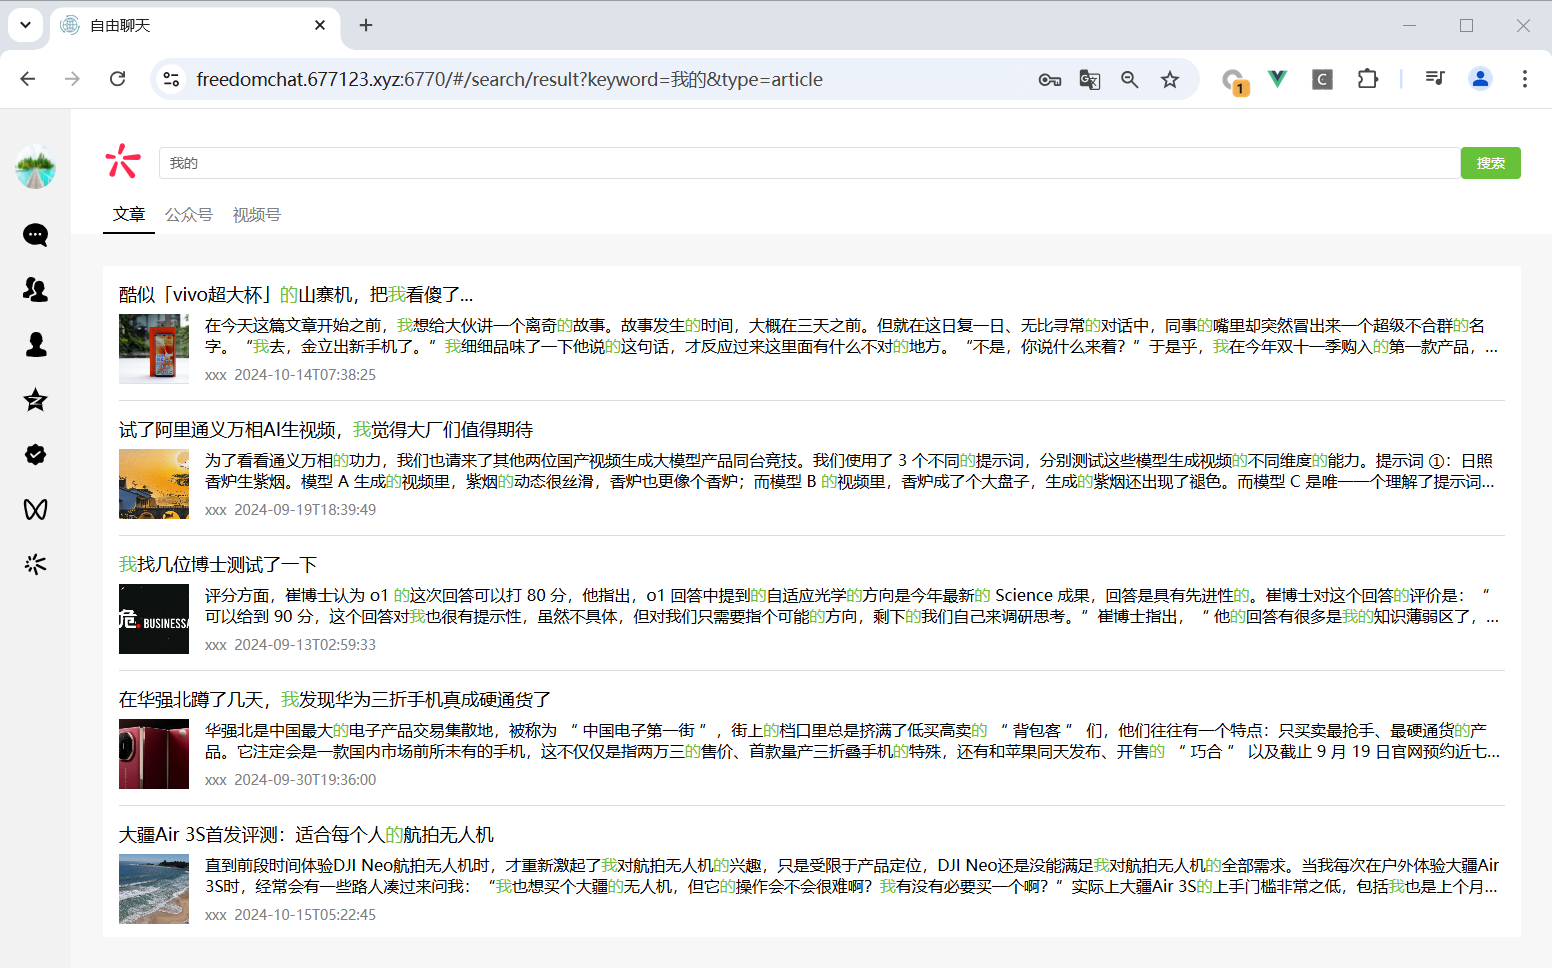 自由聊天
freedomchat.677123.xyz:6770/#/search/result?keyword=我的&type=article
1
C
我的
搜索
文章 公众号 视频号
酷似「vivo超大杯」的山寨机，把我看傻了...
在今天这篇文章开始之前，我想给大伙讲一个离奇的故事。故事发生的时间，大概在三天之前。但就在这日复一日、无比寻常的对话中，同事的嘴里却突然冒出来一个超级不合群的名
字。“我去，金立出新手机了。”我细细品味了一下他说的这句话，才反应过来这里面有什么不对的地方。“不是，你说什么来着？”于是乎，我在今年双十一季购入的第一款产品，...
xxx 2024-10-14T07:38:25
试了阿里通义万相AI生视频，我觉得大厂们值得期待
为了看看通义万相的功力，我们也请来了其他两位国产视频生成大模型产品同台竞技。我们使用了 3 个不同的提示词，分别测试这些模型生成视频的不同维度的能力。提示词 ①：日照
香炉生紫烟。模型 A 生成的视频里，紫烟的动态很丝滑，香炉也更像个香炉；而模型 B 的视频里，香炉成了个大盘子，生成的紫烟还出现了褪色。而模型 C 是唯一一个理解了提示词...
xxx 2024-09-19T18:39:49
我找几位博士测试了一下
评分方面，崔博士认为 o1 的这次回答可以打 80 分，他指出，o1 回答中提到的自适应光学的方向是今年最新的 Science 成果，回答是具有先进性的。崔博士对这个回答的评价是：“
可以给到 90 分，这个回答对我也很有提示性，虽然不具体，但对我们只需要指个可能的方向，剩下的我们自己来调研思考。”崔博士指出，“ 他的回答有很多是我的知识薄弱区了，...
危. BUSINESSA
xxx 2024-09-13T02:59:33
在华强北蹲了几天，我发现华为三折手机真成硬通货了
华强北是中国最大的电子产品交易集散地，被称为 “ 中国电子第一街 ” ，街上的档口里总是挤满了低买高卖的 “ 背包客 ” 们，他们往往有一个特点：只买卖最抢手、最硬通货的产
品。它注定会是一款国内市场前所未有的手机，这不仅仅是指两万三的售价、首款量产三折叠手机的特殊，还有和苹果同天发布、开售的 “ 巧合 ” 以及截止 9 月 19 日官网预约近七...
xxx 2024-09-30T19:36:00
大疆Air 3S首发评测：适合每个人的航拍无人机
直到前段时间体验DJI Neo航拍无人机时，才重新激起了我对航拍无人机的兴趣，只是受限于产品定位，DJI Neo还是没能满足我对航拍无人机的全部需求。当我每次在户外体验大疆Air
3S时，经常会有一些路人凑过来问我：“我也想买个大疆的无人机，但它的操作会不会很难啊？我有没有必要买一个啊？”实际上大疆Air 3S的上手门槛非常之低，包括我也是上个月...
xxx 2024-10-15T05:22:45